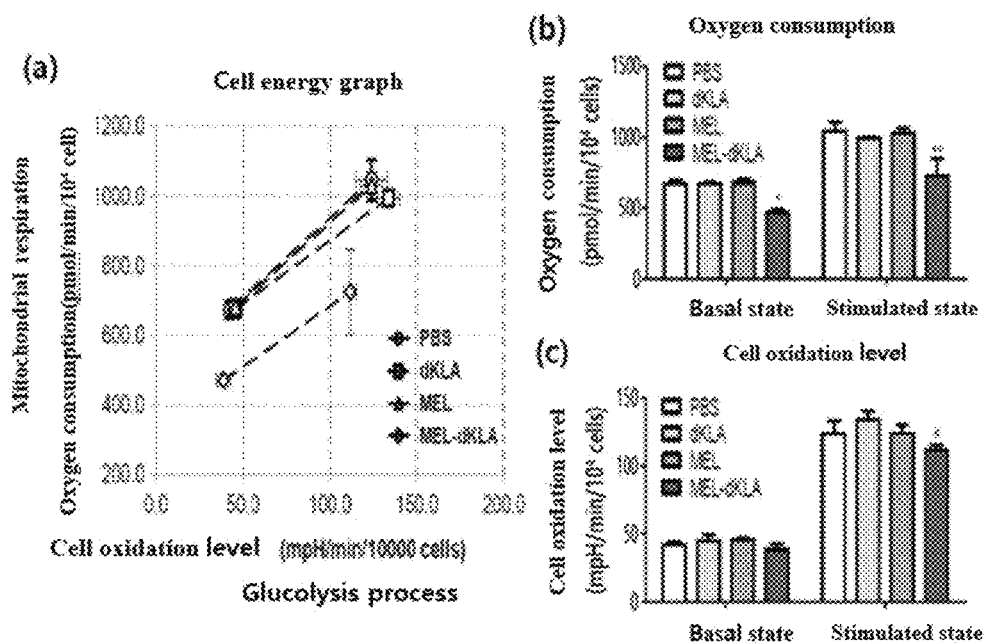 (a)
Cell energy graph
Mitochondrial respiration
Oxygen consumption(pmol/min/10⁴ cell)
1200.0
1000.0
800.0
600.0
400.0
200.0
0.0 50.0 100.0 150.0 200.0
PBS
dKLA
MEL
MEL-dKLA
Cell oxidation level (mpH/min/10000 cells)
Glucolysis process
(b)
Oxygen consumption
Oxygen consumption
(pmol/min/10⁴ cells)
1500
1000
500
0
PBS
dKLA
MEL
MEL-dKLA
*
*
Basal state Stimulated state
(c)
Cell oxidation level
Cell oxidation level
(mpH/min/10⁴ cells)
150
100
50
0
PBS
dKLA
MEL
MEL-dKLA
*
Basal state Stimulated state